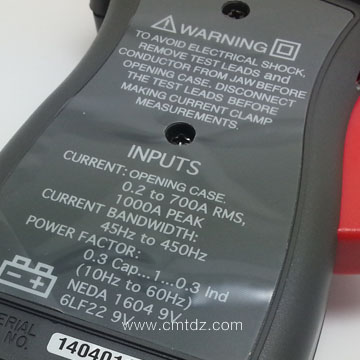 WARNING
TO AVOID ELECTRICAL SHOCK,
REMOVE TEST LEADS and
CONDUCTOR FROM JAW BEFORE
OPENING CASE. DISCONNECT
THE TEST LEADS BEFORE
MAKING CURRENT CLAMP
MEASUREMENTS.
INPUTS
CURRENT: OPENING CASE.
0.2 to 700A RMS,
1000A PEAK
CURRENT BANDWIDTH:
45Hz to 450Hz
POWER FACTOR:
0.3 Cap...1...0.3 Ind
(10Hz to 60Hz)
NEDA 1604 9V
6LF22 9V
SERIAL
NO.
140401
www.cmtdz.com